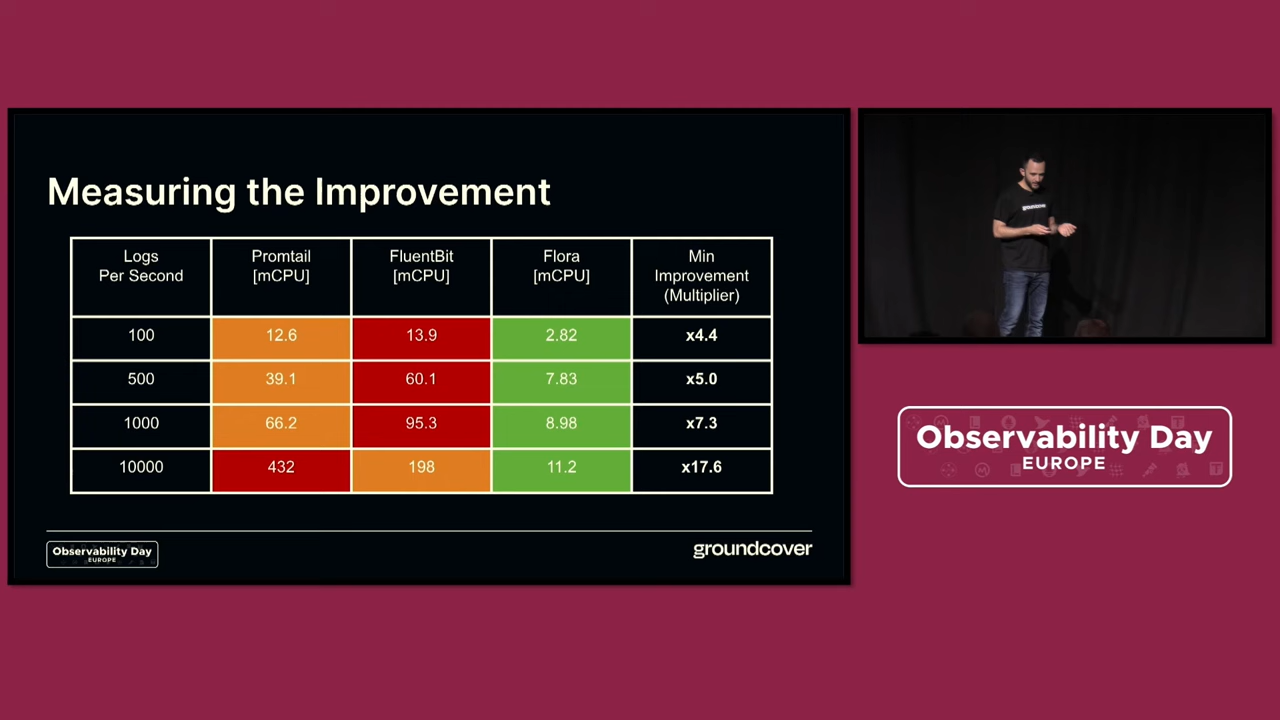 Measuring the Improvement
Logs
Per Second
Promtail
[mCPU]
FluentBit
[mCPU]
Flora
[mCPU]
Min
Improvement
(Multiplier)
100
12.6
13.9
2.82
x4.4
500
39.1
60.1
7.83
x5.0
1000
66.2
95.3
8.98
x7.3
10000
432
198
11.2
x17.6
Observability Day
EUROPE
groundcover
groundcover
Observability Day
EUROPE